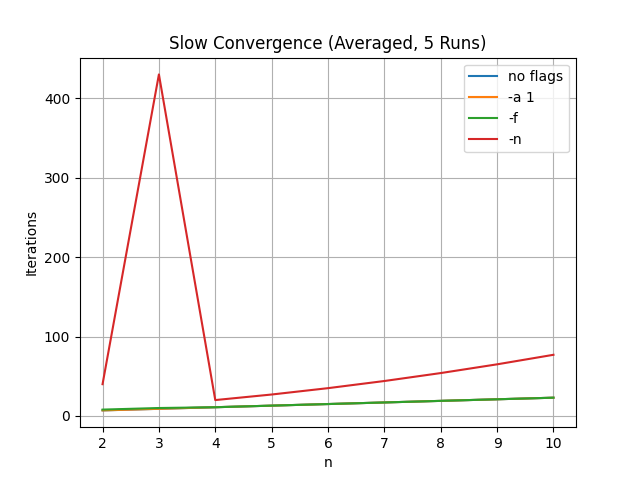 Slow Convergence (Averaged, 5 Runs)
no flags
-a 1
-f
-n
400
300
200
100
0
Iterations
2 3 4 5 6 7 8 9 10
n